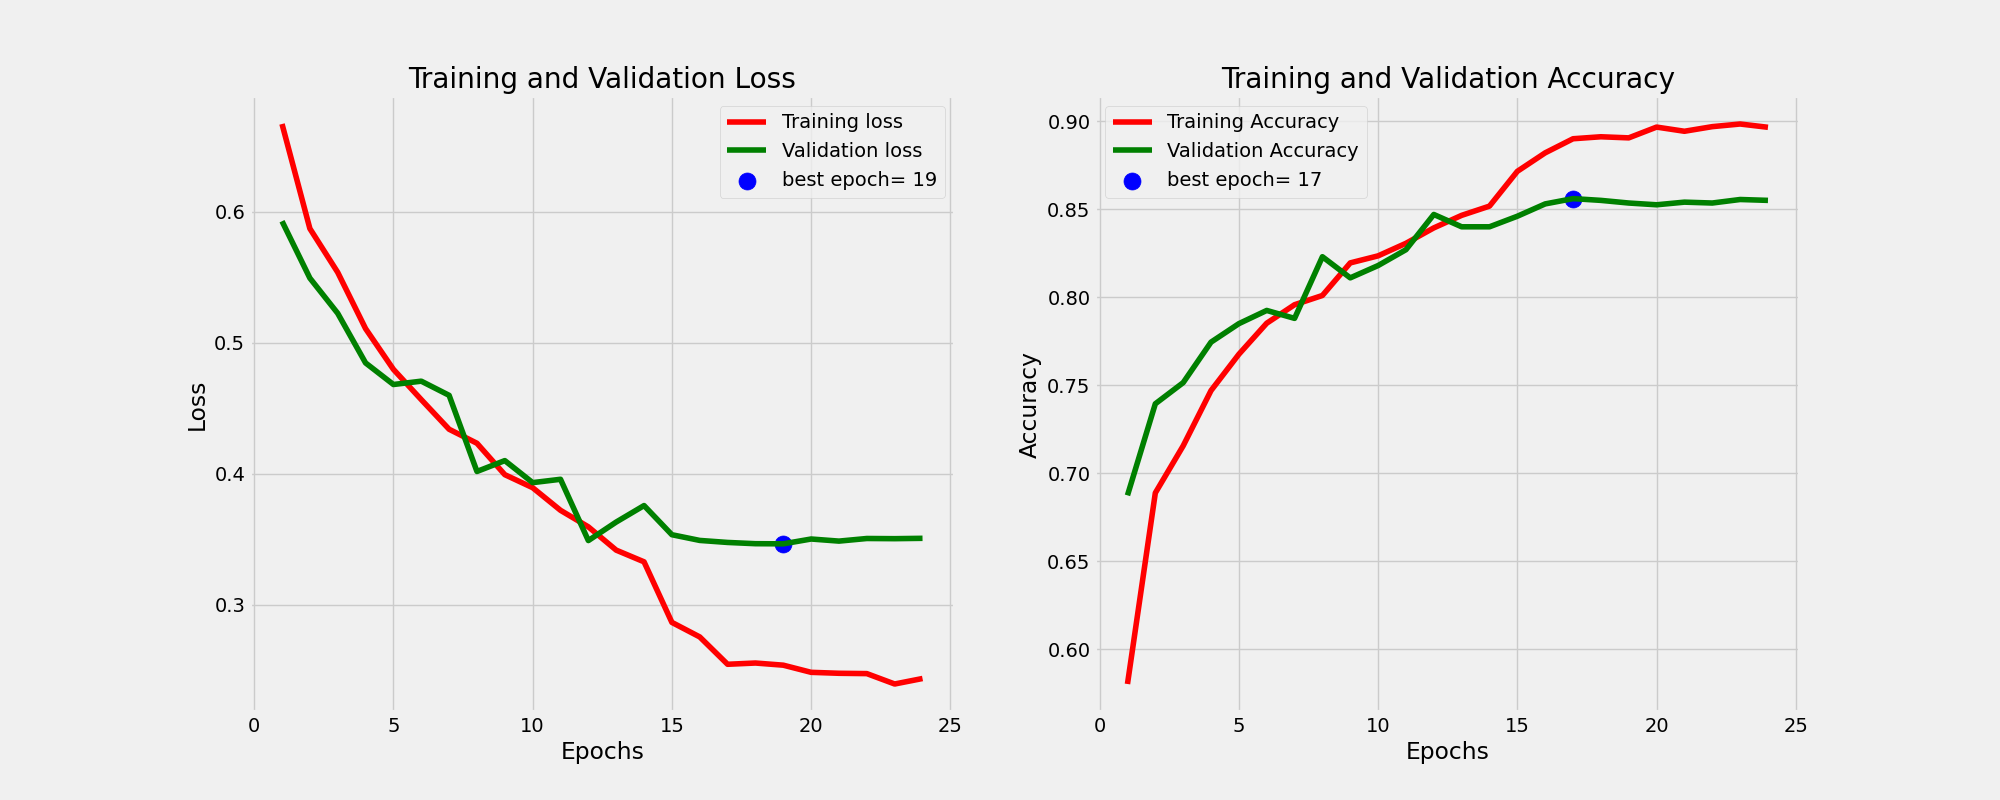 Training and Validation Loss
Training loss
Validation loss
best epoch= 19
0.6
0.5
0.4
0.3
Loss
0
5
10
15
20
25
Epochs
Training and Validation Accuracy
Training Accuracy
Validation Accuracy
best epoch= 17
0.90
0.85
0.80
0.75
0.70
0.65
0.60
Accuracy
0
5
10
15
20
25
Epochs